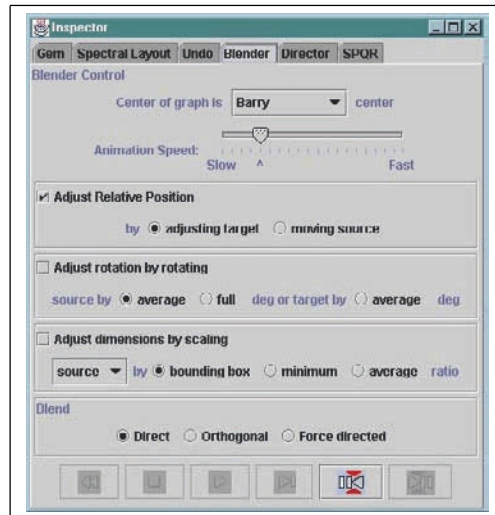 Inspector
Gem Spectral Layout Undo Blender Director SPQR
Blender Control
Center of graph is Barry center
Animation Speed:
Slow ^ Fast
Adjust Relative Position
by adjusting target moving source
Adjust rotation by rotating
source by average full deg or target by average deg
Adjust dimensions by scaling
source by bounding box minimum average ratio
Blend
Direct Orthogonal Force directed